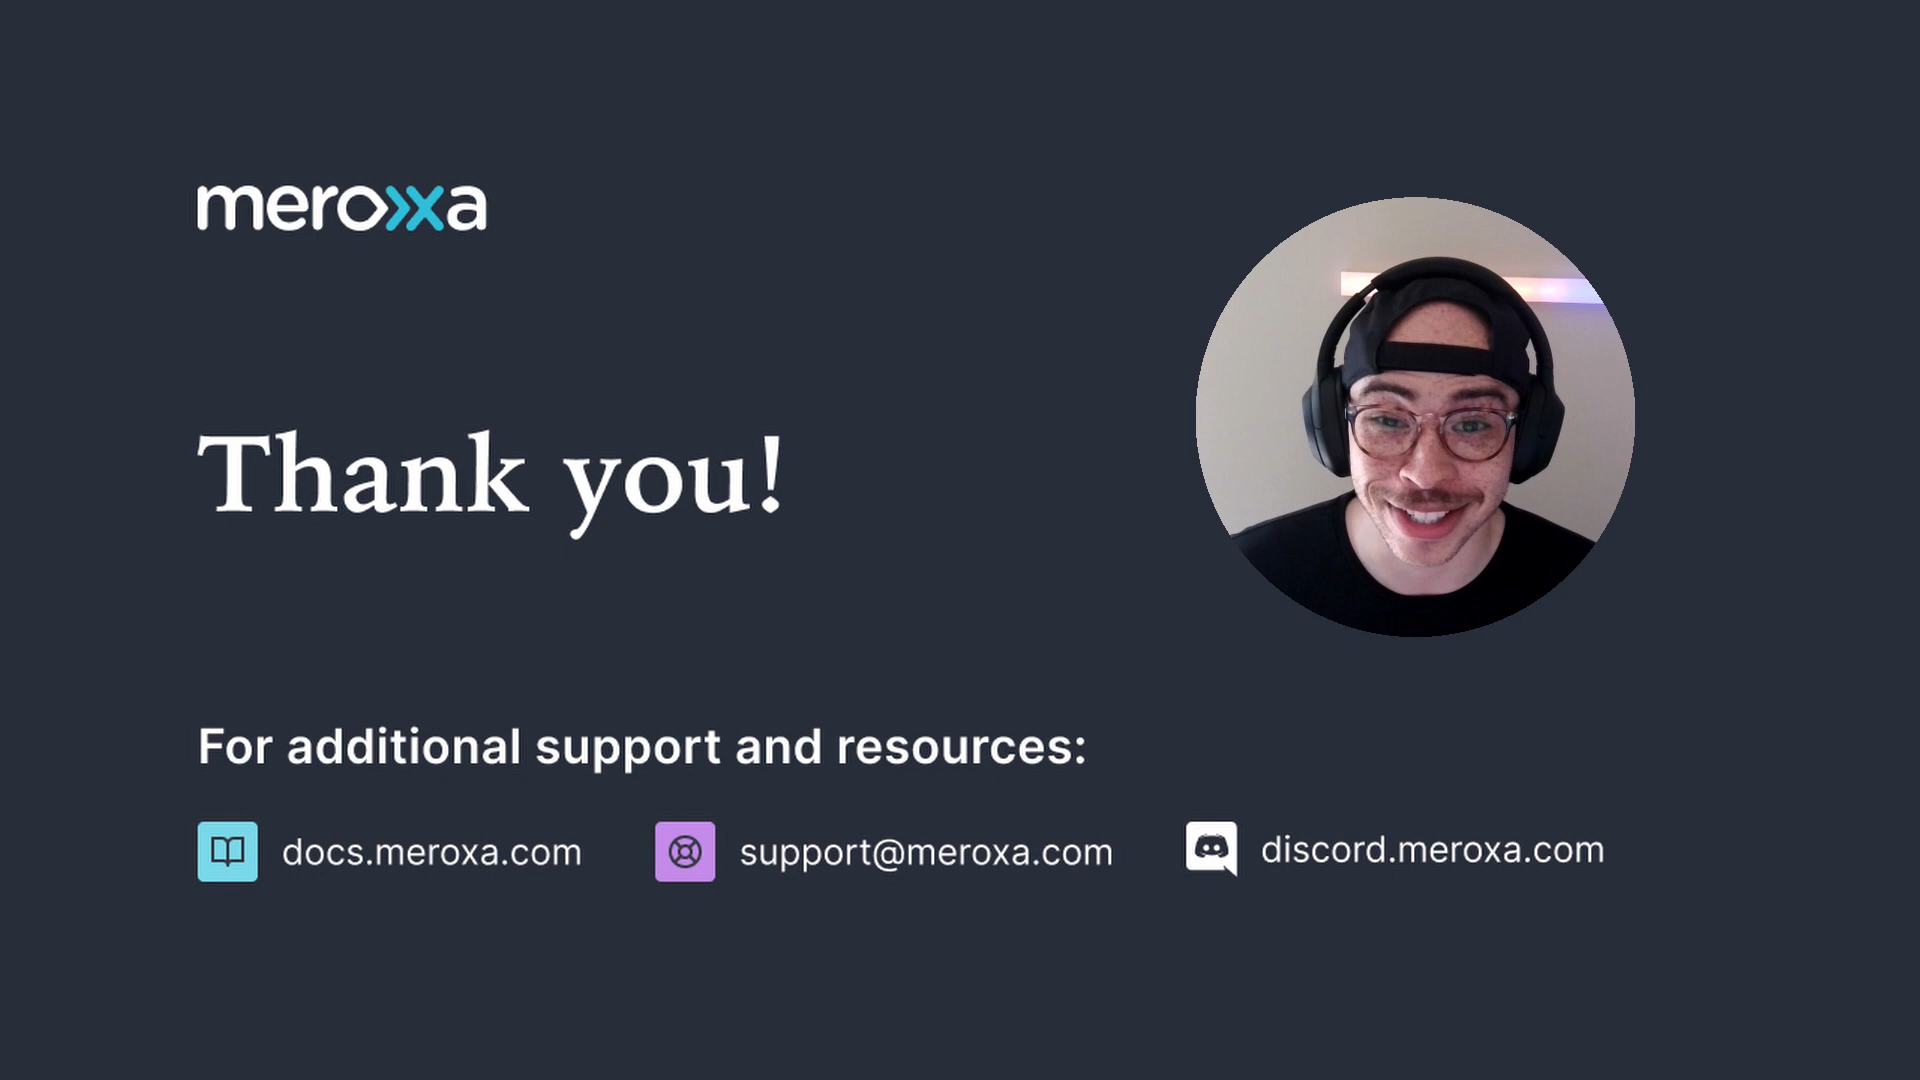 meroxa
Thank you!
For additional support and resources:
docs.meroxa.com
support@meroxa.com
discord.meroxa.com